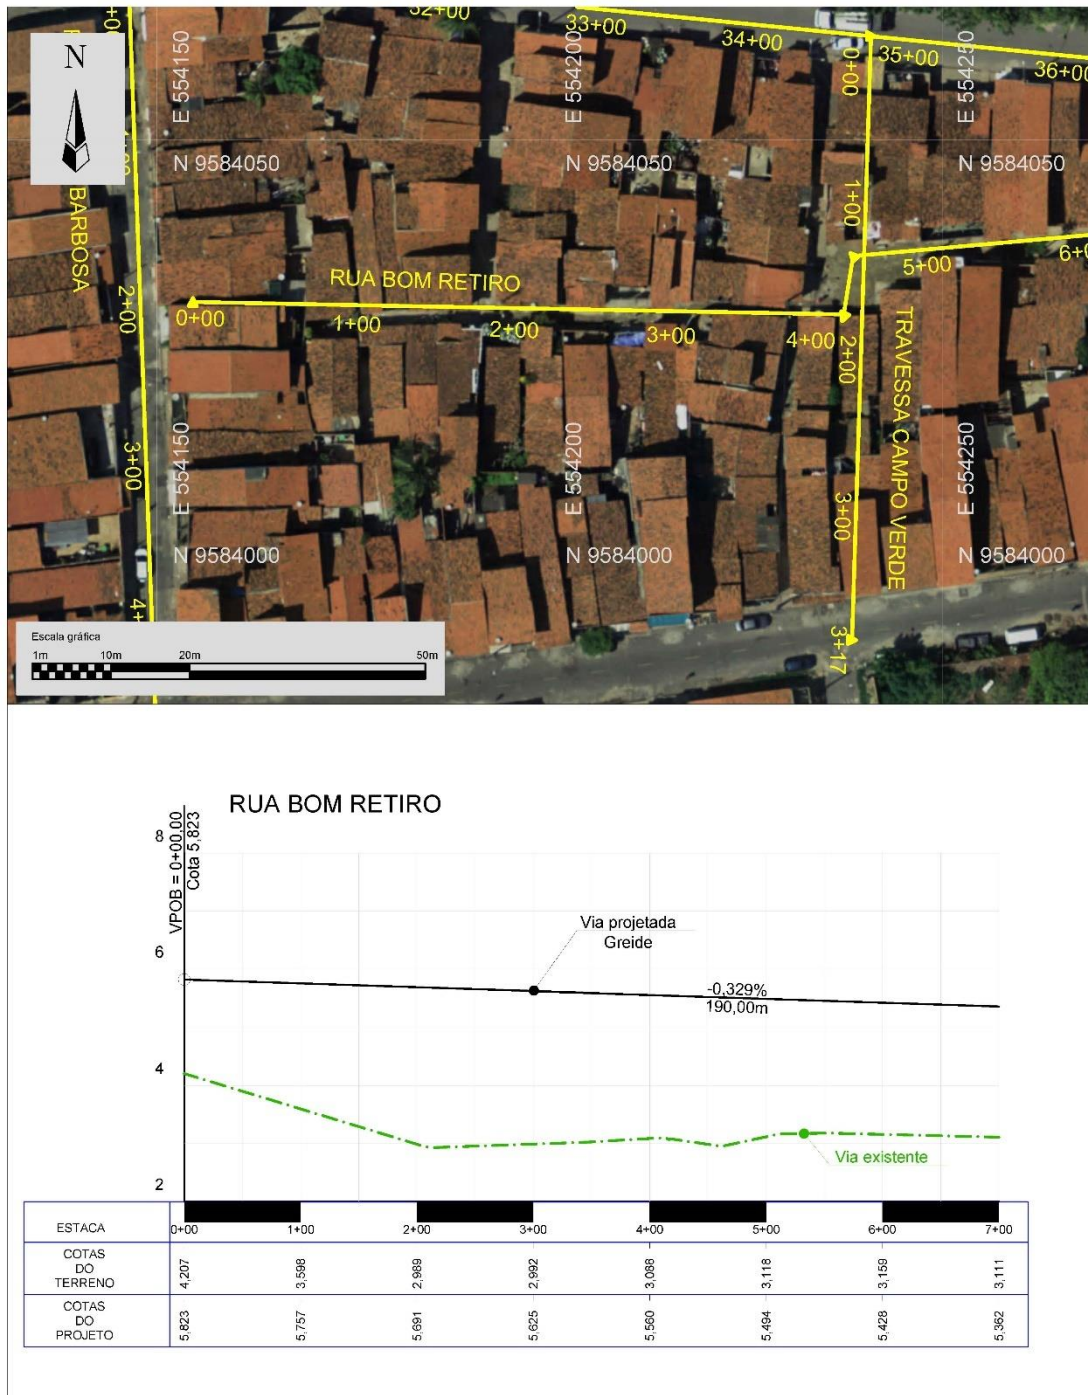 32+00
33+00
34+00
35+00
36+00
0+00
N
E 554150
E 554200
E 554250
N 9584050
N 9584050
N 9584050
BARBOSA
1+00
2+00
RUA BOM RETIRO
5+00
0+00
1+00
2+00
3+00
4+00
2+00
TRAVESSA CAMPO VERDE
3+00
E 554150
E 554200
E 554250
3+00
N 9584000
N 9584000
N 9584000
4+
3+17
Escala gráfica
1m 10m 20m 50m
RUA BOM RETIRO
VPOB = 0+00,00
Cota 5,823
8
6
4
2
Via projetada
Greide
-0,329%
190,00m
Via existente
ESTACA 0+00 1+00 2+00 3+00 4+00 5+00 6+00 7+00
COTAS
DO
TERRENO
4,207 3,598 2,989 2,992 3,088 3,118 3,159 3,111
COTAS
DO
PROJETO
5,823 5,757 5,691 5,625 5,560 5,494 5,428 5,362